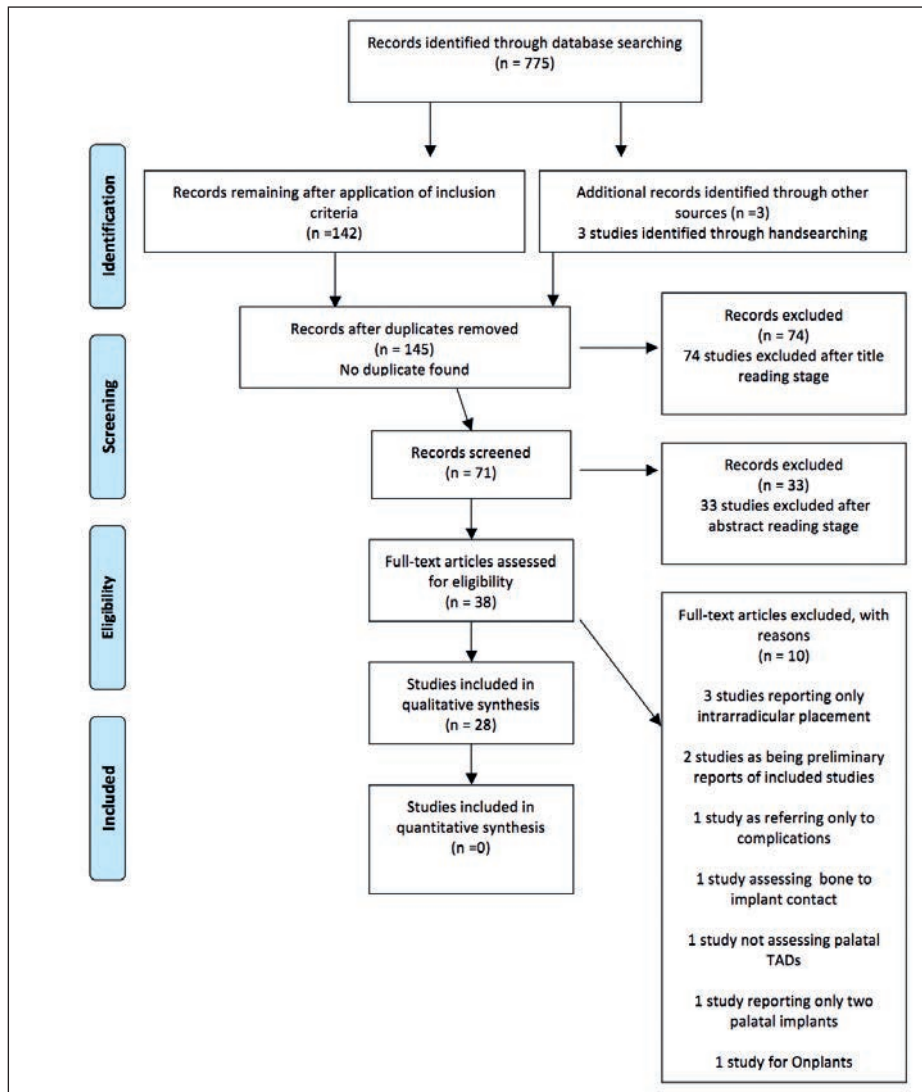 Records identified through database searching
(n = 775)
Identification
Records remaining after application of inclusion
criteria
(n =142)
Additional records identified through other
sources (n =3)
3 studies identified through handsearching
Records after duplicates removed
(n = 145)
No duplicate found
Records excluded
(n = 74)
74 studies excluded after title
reading stage
Screening
Records screened
(n = 71)
Records excluded
(n = 33)
33 studies excluded after
abstract reading stage
Eligibility
Full-text articles assessed
for eligibility
(n = 38)
Full-text articles excluded, with
reasons
(n = 10)
3 studies reporting only
intrarradicular placement
2 studies as being preliminary
reports of included studies
1 study as referring only to
complications
1 study assessing bone to
implant contact
1 study not assessing palatal
TADs
1 study reporting only two
palatal implants
1 study for Onplants
Included
Studies included in
qualitative synthesis
(n = 28)
Studies included in
quantitative synthesis
(n =0)